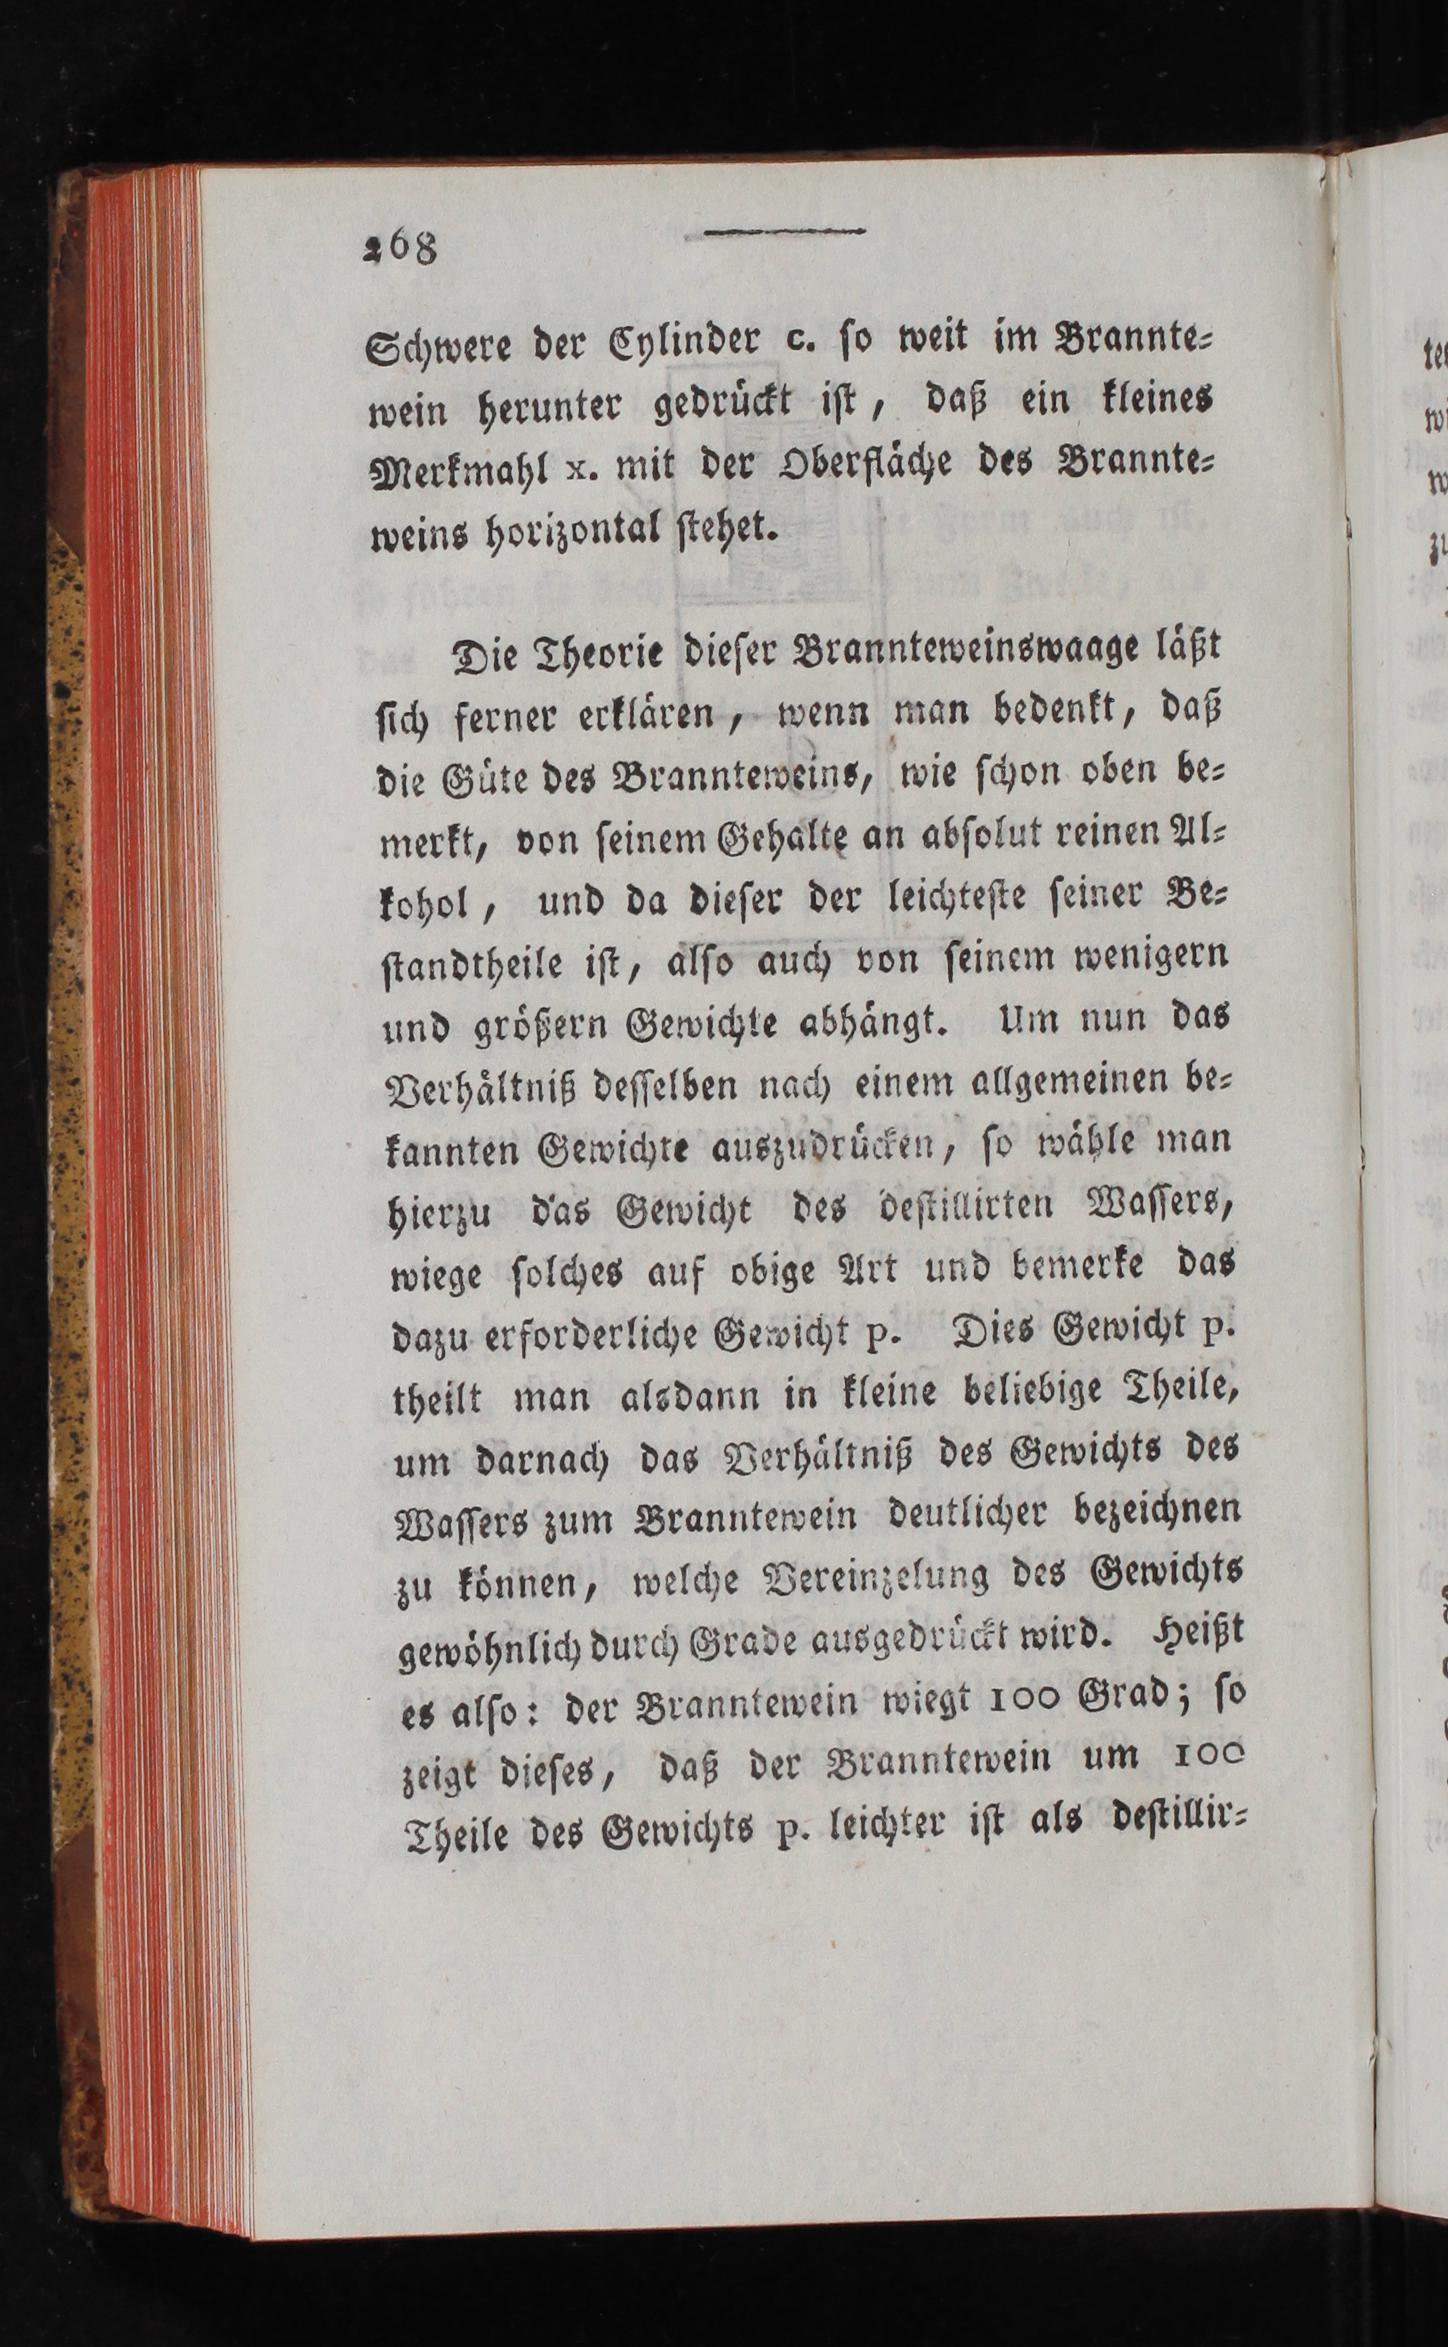 268
Schwere der Cylinder c. so weit im Brannte⸗
wein herunter gedrückt ist, daß ein kleines
Merkmahl x. mit der Oberfläche des Brannte⸗
weins horizontal stehet.
Die Theorie dieser Branntweinswaage läßt
sich ferner erklären, wenn man bedenkt, daß
die Güte des Brannteweins, wie schon oben be⸗
merkt, von seinem Gehalte an absolut reinen Al⸗
kohol, und da dieser der leichteste seiner Be⸗
standtheile ist, also auch von seinem wenigern
und größern Gewichte abhängt. Um nun das
Verhältniß desselben nach einem allgemeinen be⸗
kannten Gewichte auszudrücken, so wähle man
hierzu das Gewicht des destillirten Wassers,
wiege solches auf obige Art und bemerke das
dazu erforderliche Gewicht p. Dies Gewicht p.
theilt man alsdann in kleine beliebige Theile,
um darnach das Verhältniß des Gewichts des
Wassers zum Branntewein deutlicher bezeichnen
zu können, welche Vereinzelung des Gewichts
gewöhnlich durch Grade ausgedrückt wird. Heißt
es also: der Branntewein wiegt 100 Grad; so
zeigt dieses, daß der Branntewein um 100
Theile des Gewichts p. leichter ist als destillir⸗